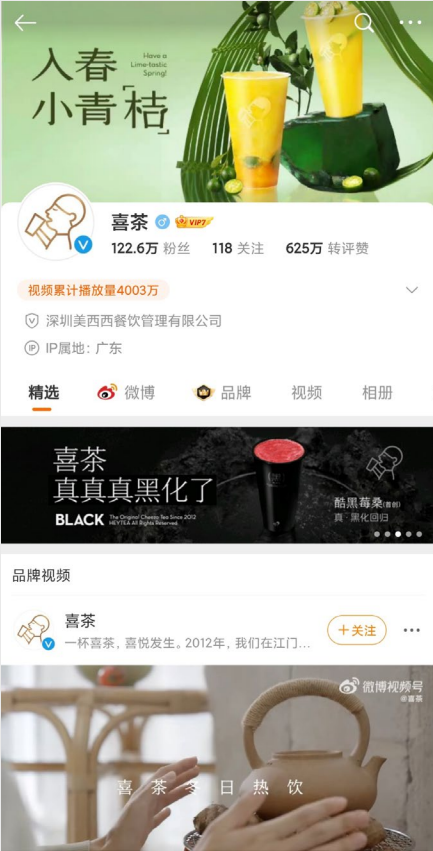 入春
小青「桔」
Have a
Lime-tastic
Spring!
喜茶 VIP7
122.6万 粉丝 118 关注 625万 转评赞
视频累计播放量4003万
深圳美西西餐饮管理有限公司
IP IP属地：广东
精选 微博 品牌 视频 相册
喜茶
真真真黑化了
BLACK The Original Cheese Tea Since 2012
HEYTEA All Rights Reserved
酷黑莓桑(首创)
真·黑化回归
品牌视频
喜茶
一杯喜茶，喜悦发生。2012年，我们在江门...
+关注
微博视频号
@喜茶
喜茶冬日热饮